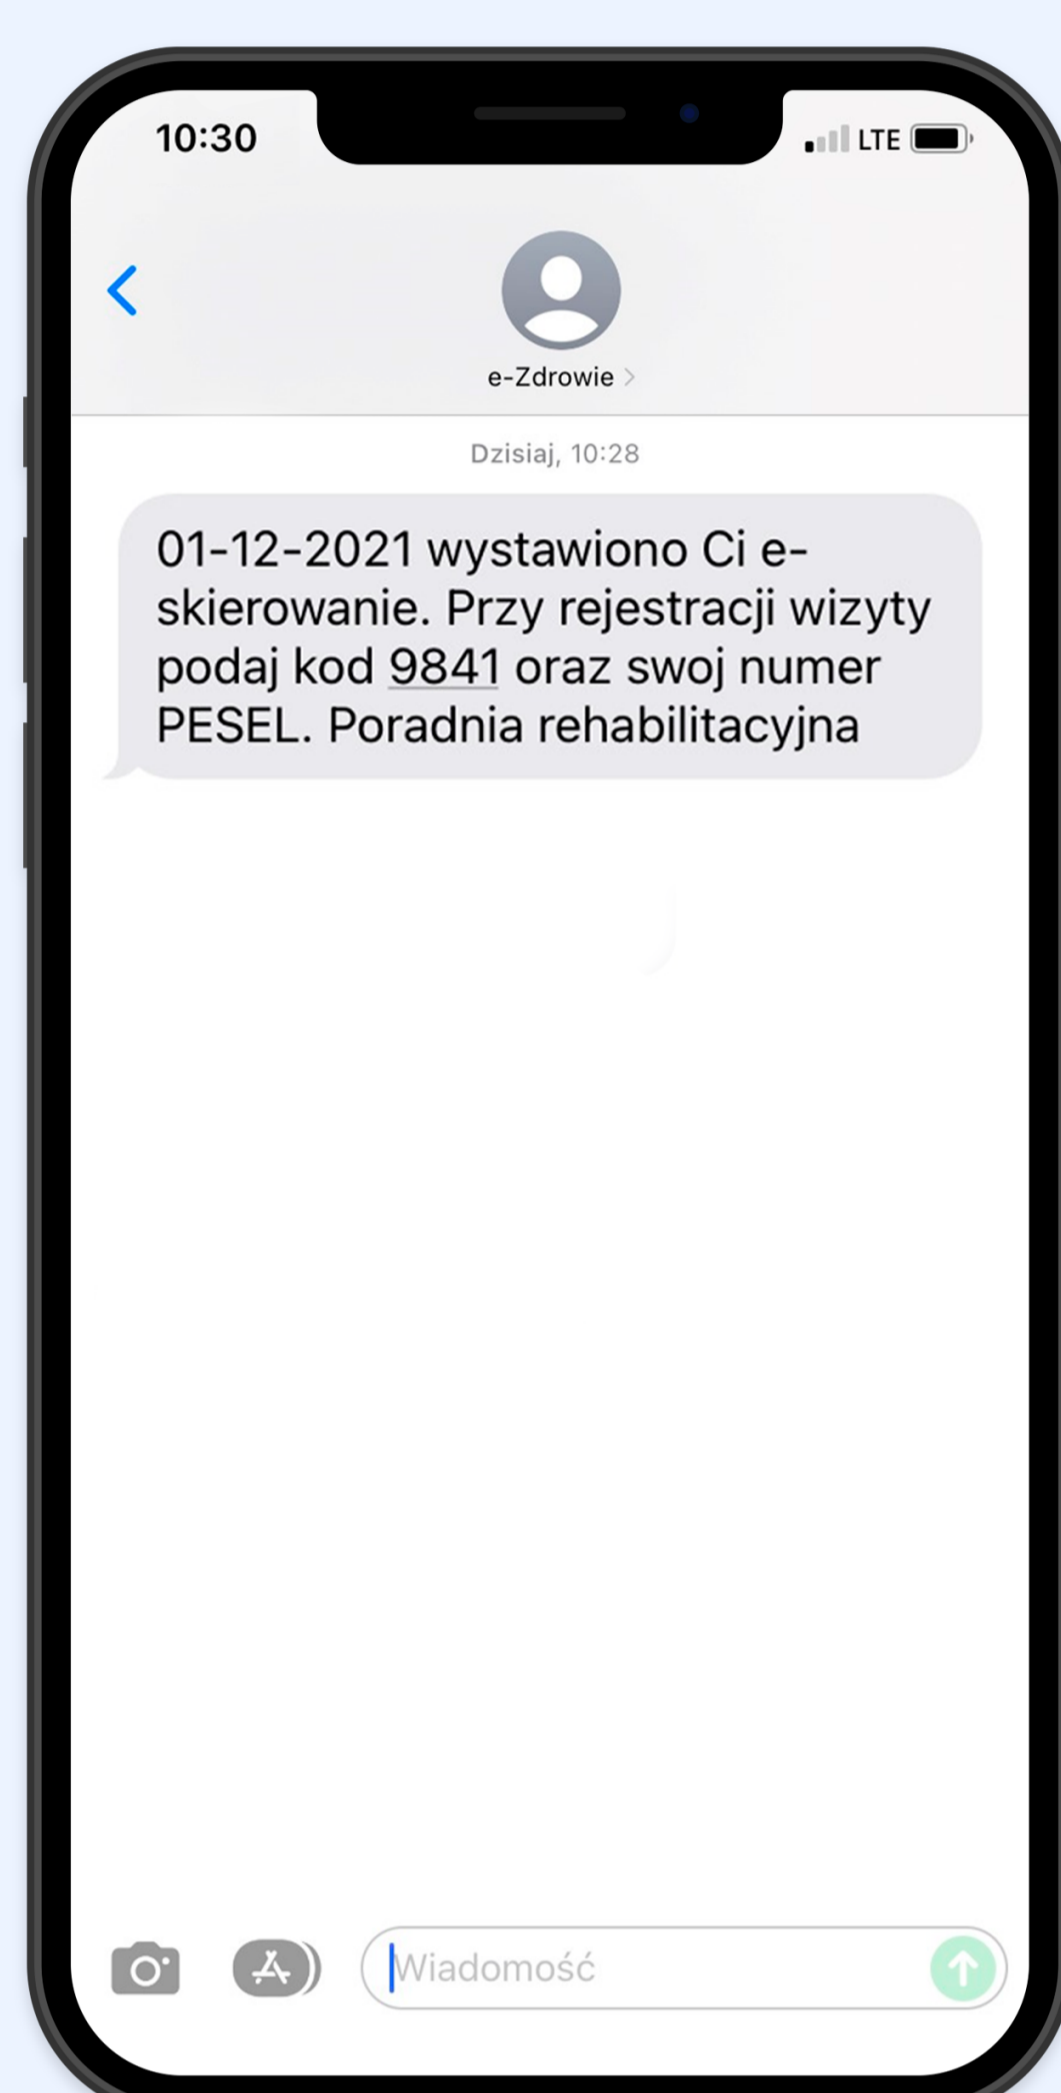 10:30
LTE
e-Zdrowie
Dzisiaj, 10:28
01-12-2021 wystawiono Ci e-
skierowanie. Przy rejestracji wizyty
podaj kod 9841 oraz swoj numer
PESEL. Poradnia rehabilitacyjna
Wiadomość